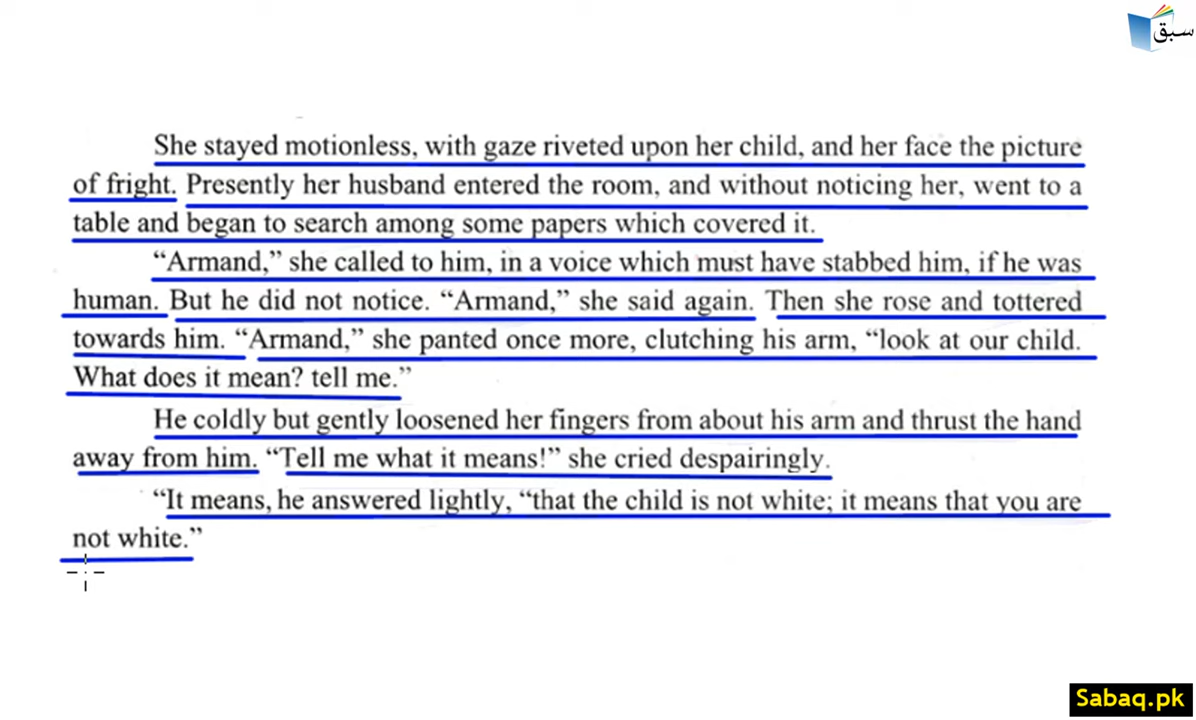 سبق
She stayed motionless, with gaze riveted upon her child, and her face the picture
of fright. Presently her husband entered the room, and without noticing her, went to a
table and began to search among some papers which covered it.
“Armand,” she called to him, in a voice which must have stabbed him, if he was
human. But he did not notice. “Armand,” she said again. Then she rose and tottered
towards him. “Armand,” she panted once more, clutching his arm, “look at our child.
What does it mean? tell me.”
He coldly but gently loosened her fingers from about his arm and thrust the hand
away from him. “Tell me what it means!” she cried despairingly.
“It means, he answered lightly, “that the child is not white; it means that you are
not white.”
Sabaq.pk